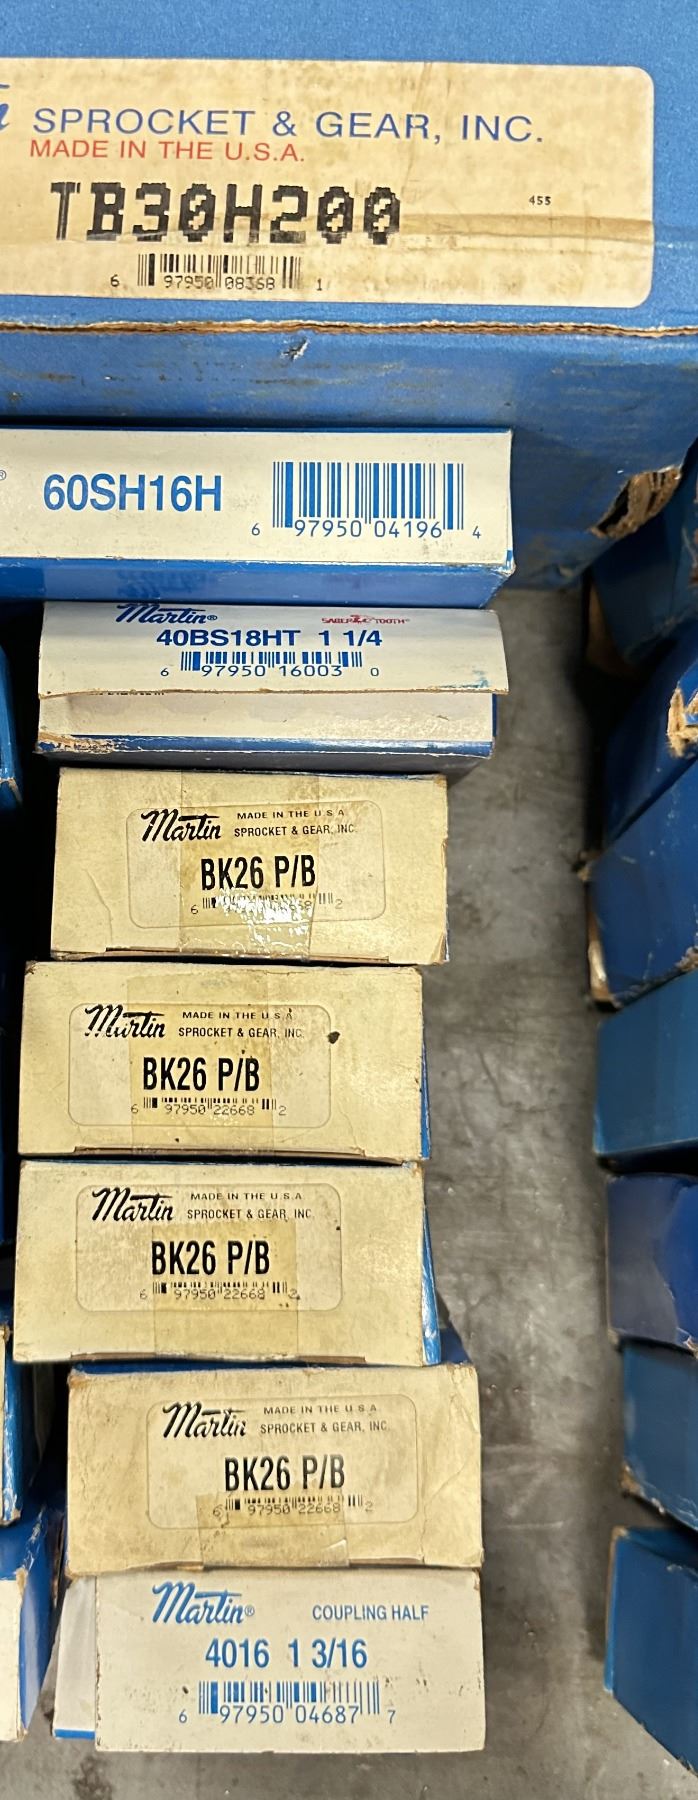 SPROCKET & GEAR, INC.
MADE IN THE U.S.A.
TB30H200
455
6 97950 08368 1
®
60SH16H
6 97950 04196 4
Martin®
SABER TOOTH®
40BS18HT 1 1/4
6 97950 16003 0
Martin
MADE IN THE U.S.A.
SPROCKET & GEAR, INC.
BK26 P/B
6 2
Martin
MADE IN THE U.S.A
SPROCKET & GEAR, INC.
BK26 P/B
6 97950 22668 2
Martin
MADE IN THE U.S.A
SPROCKET & GEAR, INC.
BK26 P/B
6 97950 22668 2
Martin
MADE IN THE U.S.A
SPROCKET & GEAR, INC.
BK26 P/B
6 97950 22668 2
Martin®
COUPLING HALF
4016 1 3/16
6 97950 04687 7